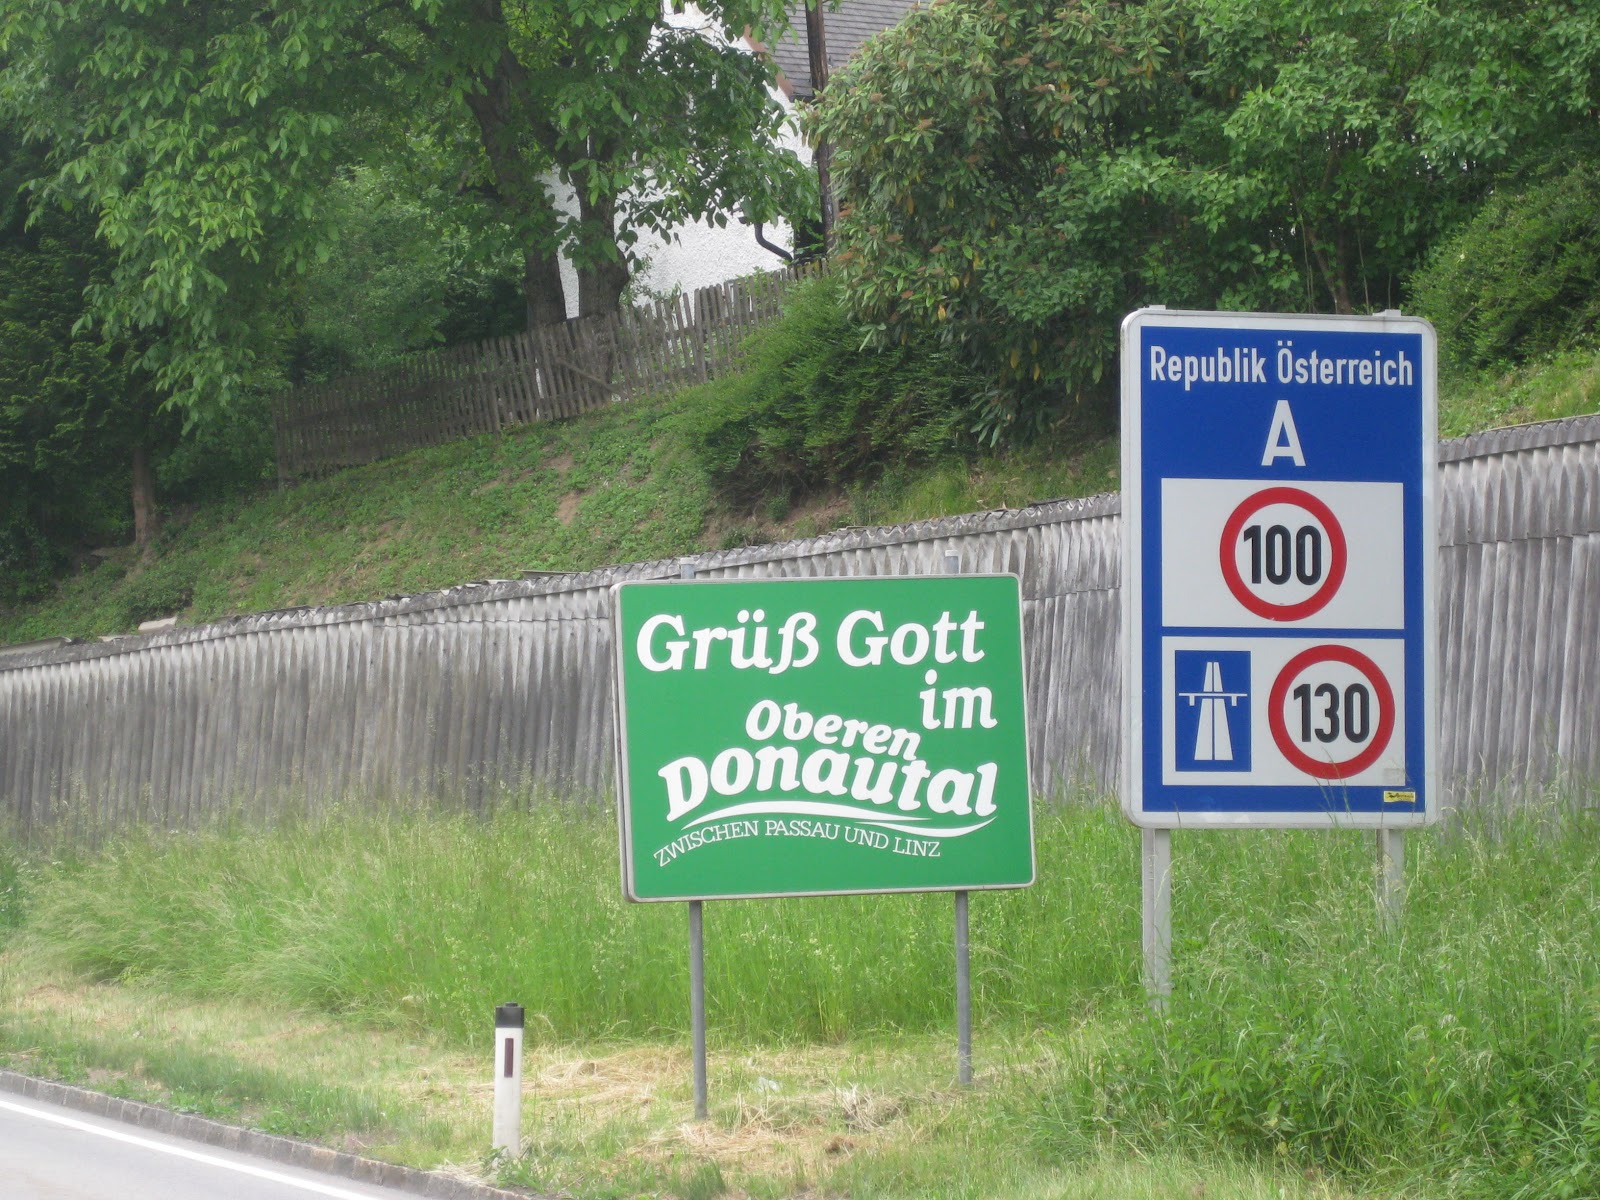 Grüß Gott
im
Oberen
Donautal
ZWISCHEN PASSAU UND LINZ
Republik Österreich
A
100
130